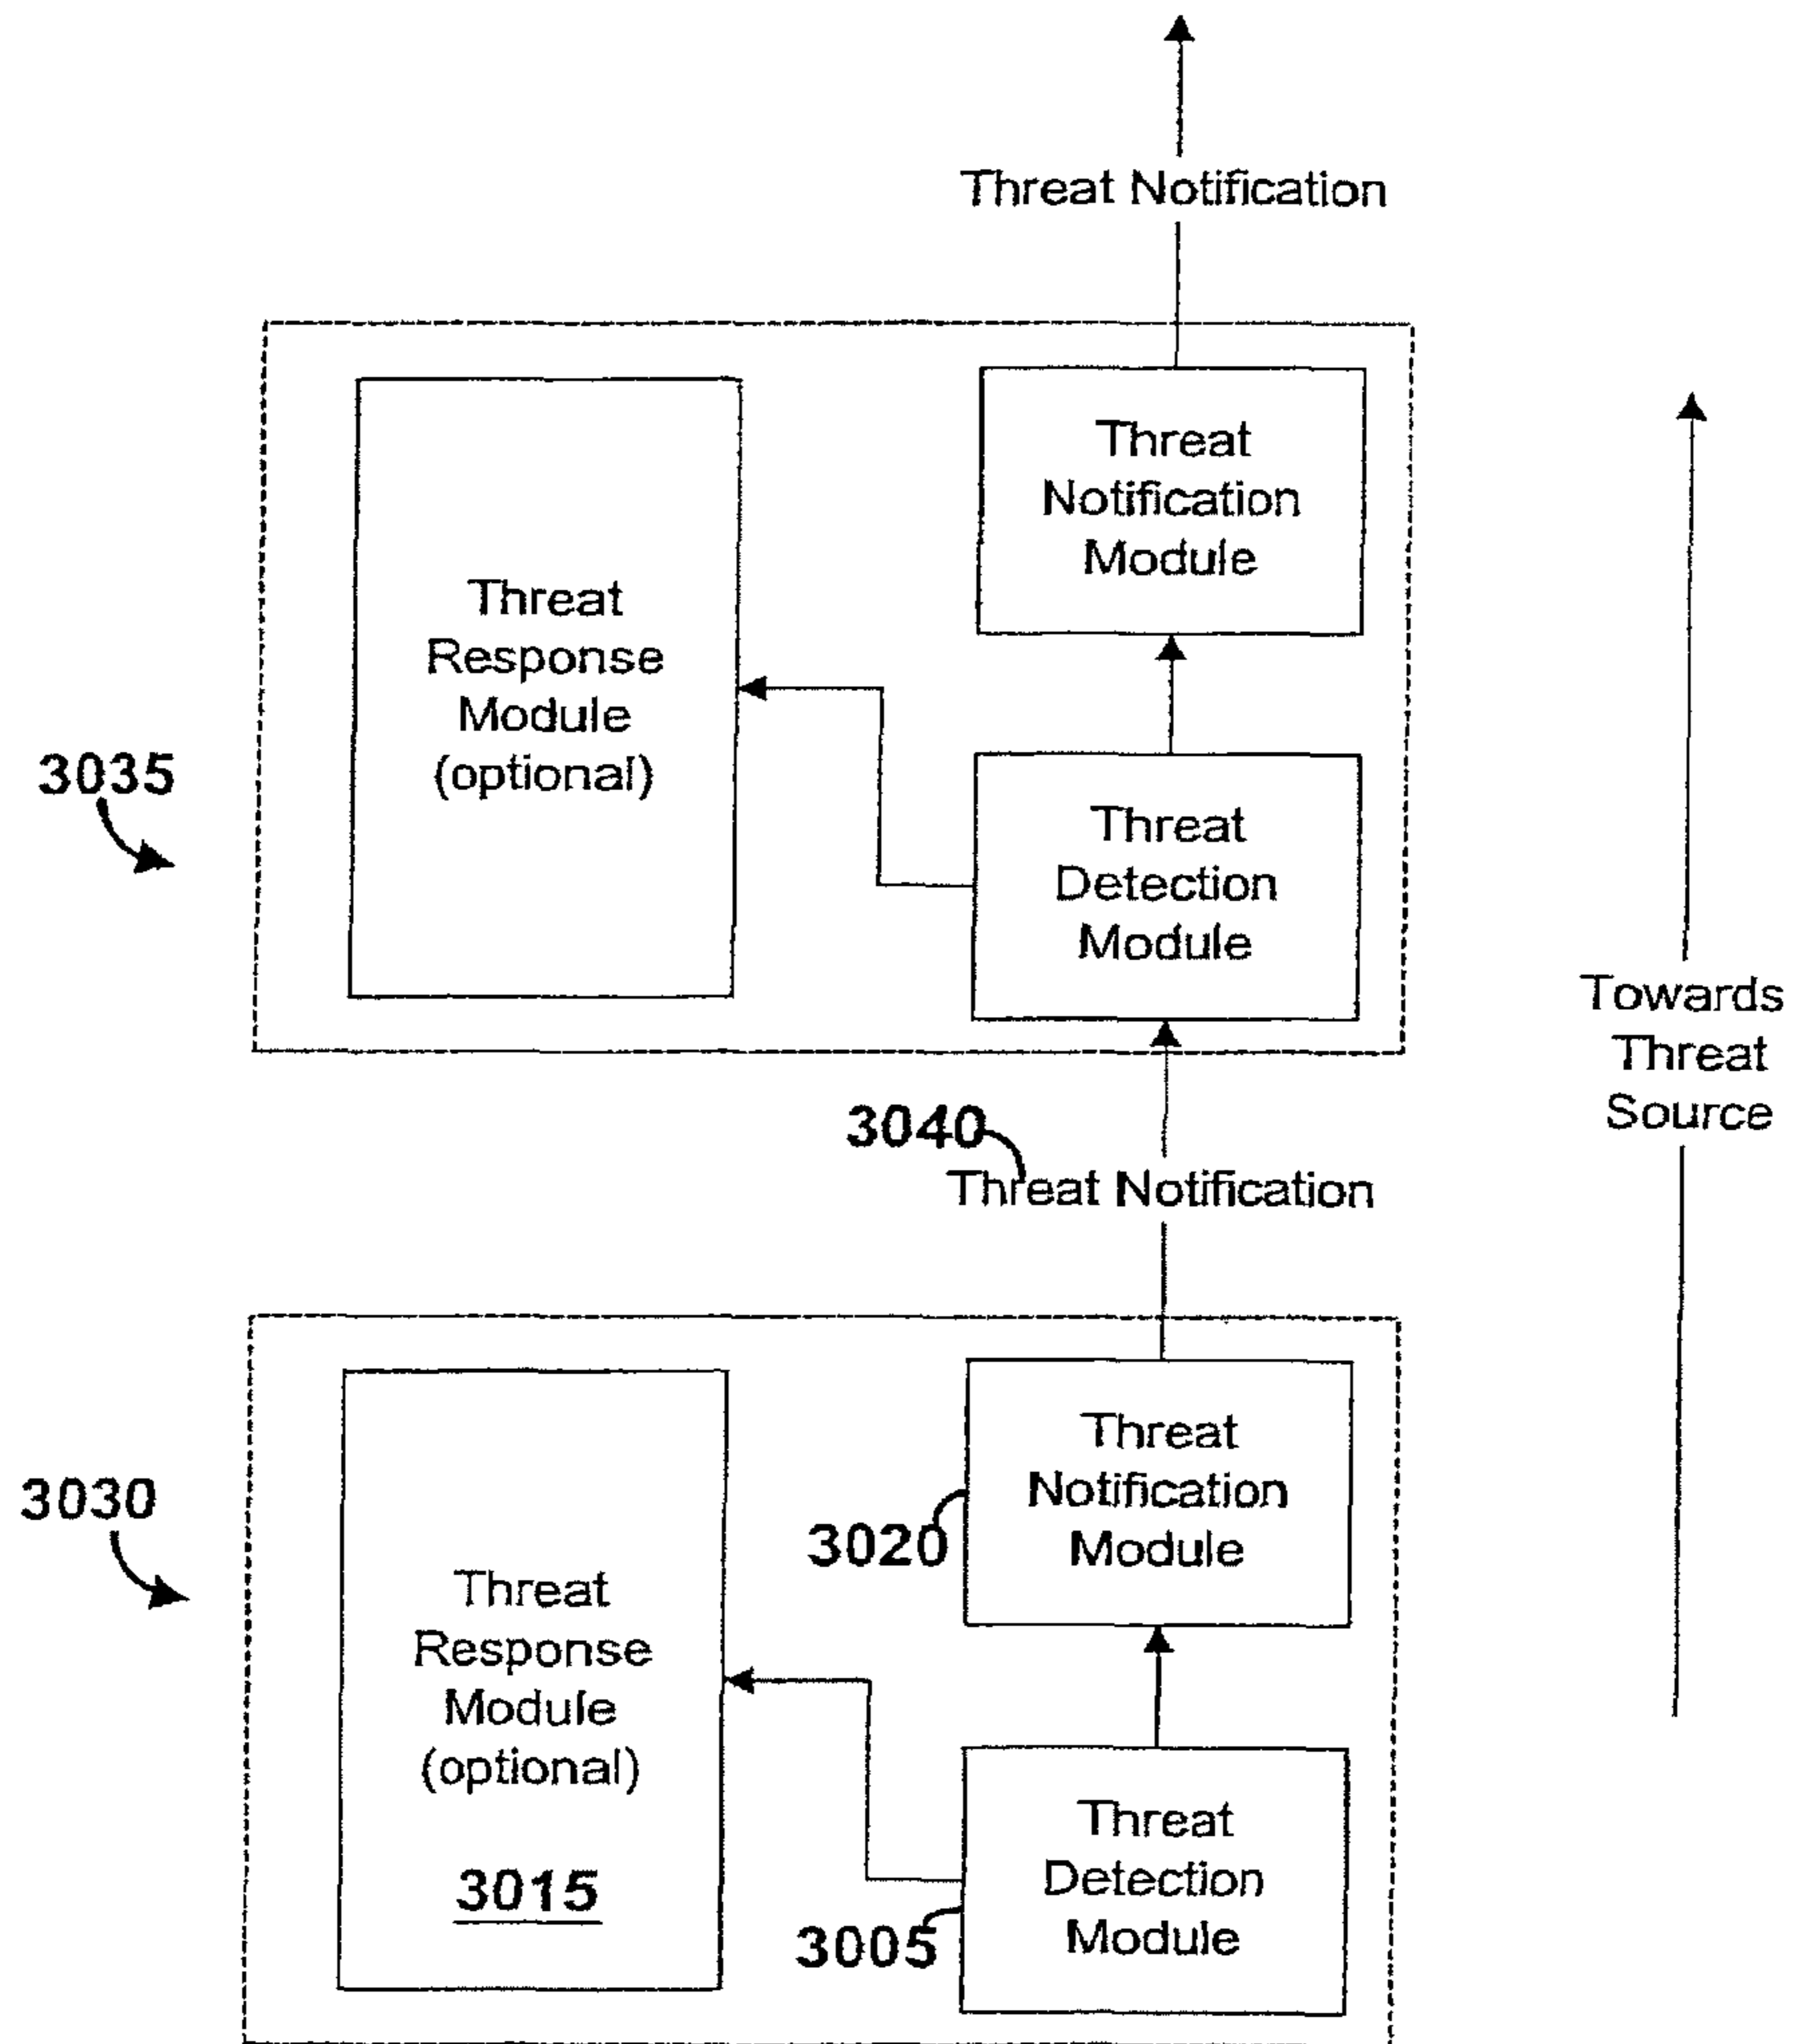 Threat Notification
Threat
Notification
Module
Threat
Response
Module
(optional)
3035
Threat
Detection
Module
Towards
Threat
Source
3040
Threat Notification
Threat
Notification
Module
3030
3020
Threat
Response
Module
(optional)
3015
Threat
Detection
Module
3005